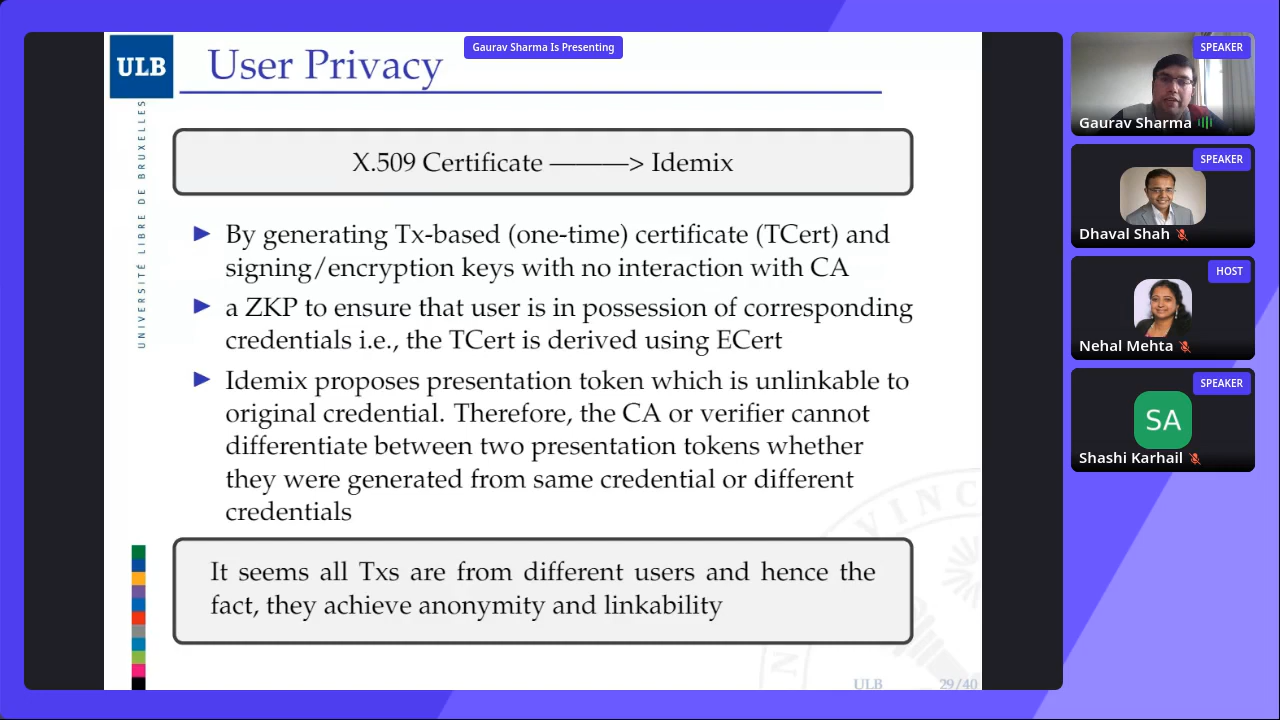 Gaurav Sharma Is Presenting
ULB
User Privacy
UNIVERSITÉ LIBRE DE BRUXELLES
X.509 Certificate ———> Idemix
By generating Tx-based (one-time) certificate (TCert) and
signing/encryption keys with no interaction with CA
a ZKP to ensure that user is in possession of corresponding
credentials i.e., the TCert is derived using ECert
Idemix proposes presentation token which is unlinkable to
original credential. Therefore, the CA or verifier cannot
differentiate between two presentation tokens whether
they were generated from same credential or different
credentials
It seems all Txs are from different users and hence the
fact, they achieve anonymity and linkability
ULB 29/40
SPEAKER
Gaurav Sharma
SPEAKER
Dhaval Shah
HOST
Nehal Mehta
SPEAKER
SA
Shashi Karhail